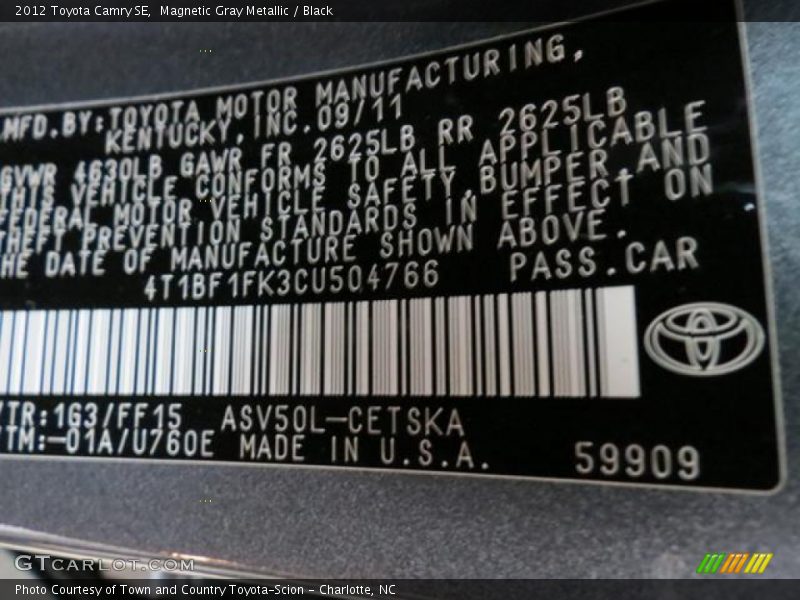 2012 Toyota Camry SE, Magnetic Gray Metallic / Black
MFD.BY:TOYOTA MOTOR MANUFACTURING,
KENTUCKY,INC.09/11
GVWR 4630LB GAWR FR 2625LB RR 2625LB
THIS VEHICLE CONFORMS TO ALL APPLICABLE
FEDERAL MOTOR VEHICLE SAFETY,BUMPER AND
THEFT PREVENTION STANDARDS IN EFFECT ON
THE DATE OF MANUFACTURE SHOWN ABOVE.
4T1BF1FK3CU504766 PASS.CAR
/TR:1G3/FF15 ASV50L-CETSKA
/TM:-01A/U760E MADE IN U.S.A.
59909
GTCARLOT.COM
Photo Courtesy of Town and Country Toyota-Scion - Charlotte, NC